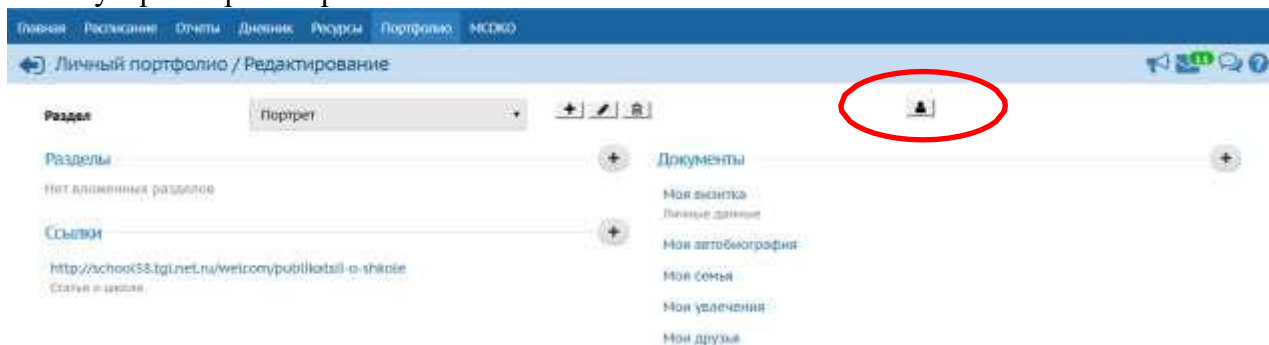 Главная Расписание Отчеты Дневник Ресурсы Портфолио МСОКО
Личный портфолио / Редактирование
11
Раздел
Портрет
Разделы
Нет вложенных разделов
Ссылки
http://school38.tgl.net.ru/welcom/publikatsii-o-shkole
Статьи о школе
Документы
Моя визитка
Личные данные
Моя автобиография
Моя семья
Мои увлечения
Мои друзья